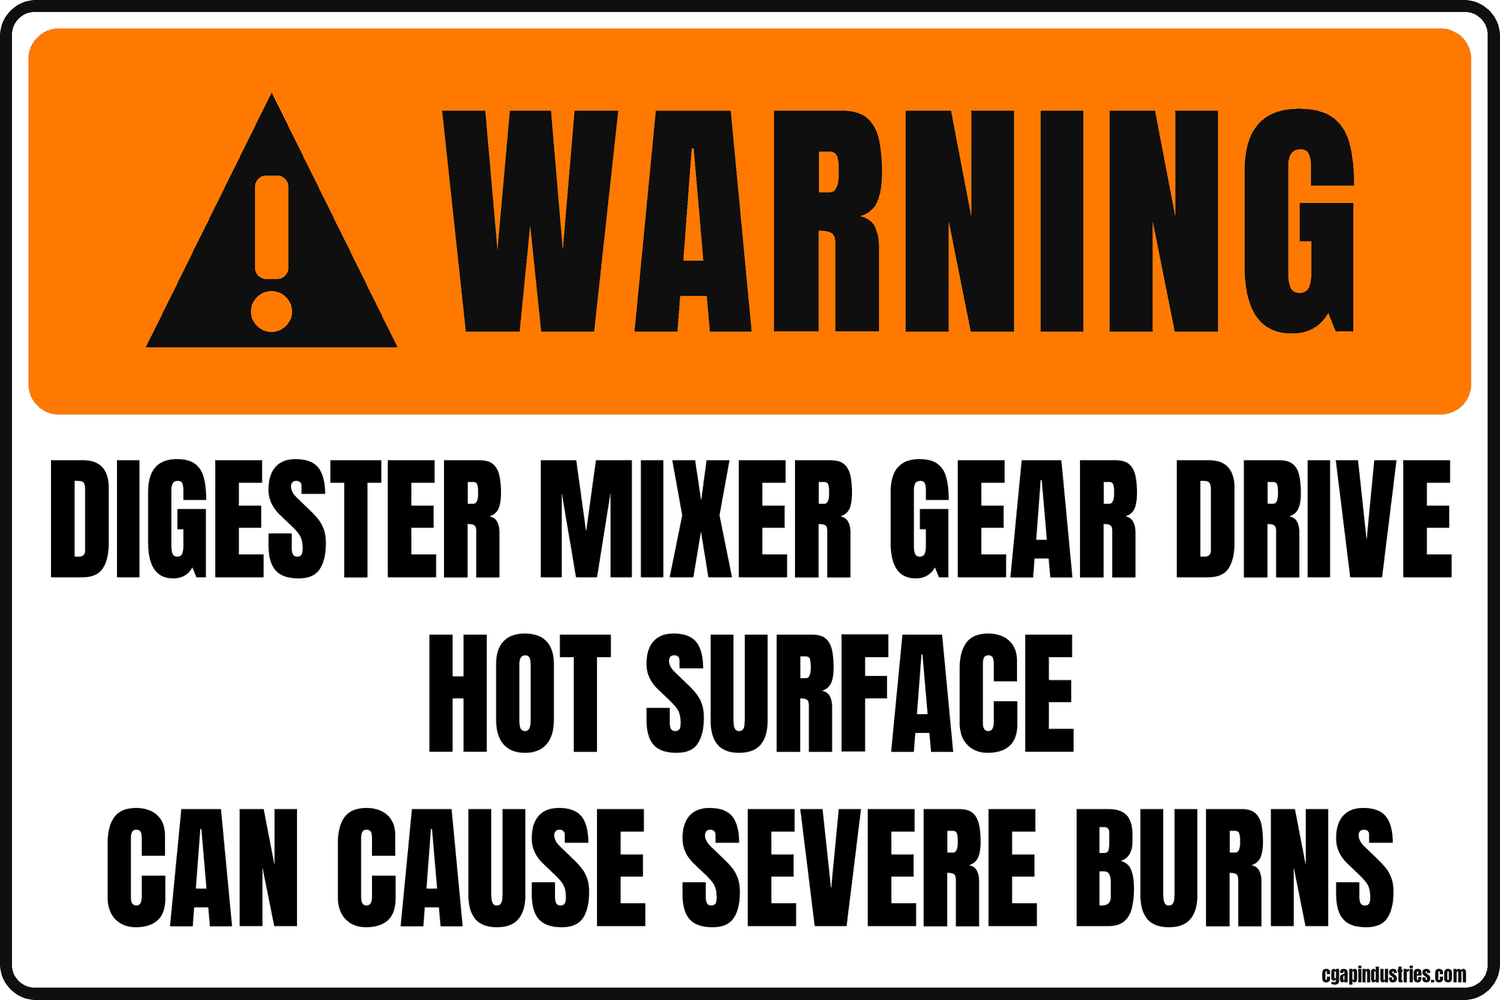 WARNING
DIGESTER MIXER GEAR DRIVE
HOT SURFACE
CAN CAUSE SEVERE BURNS
cgapindustries.com